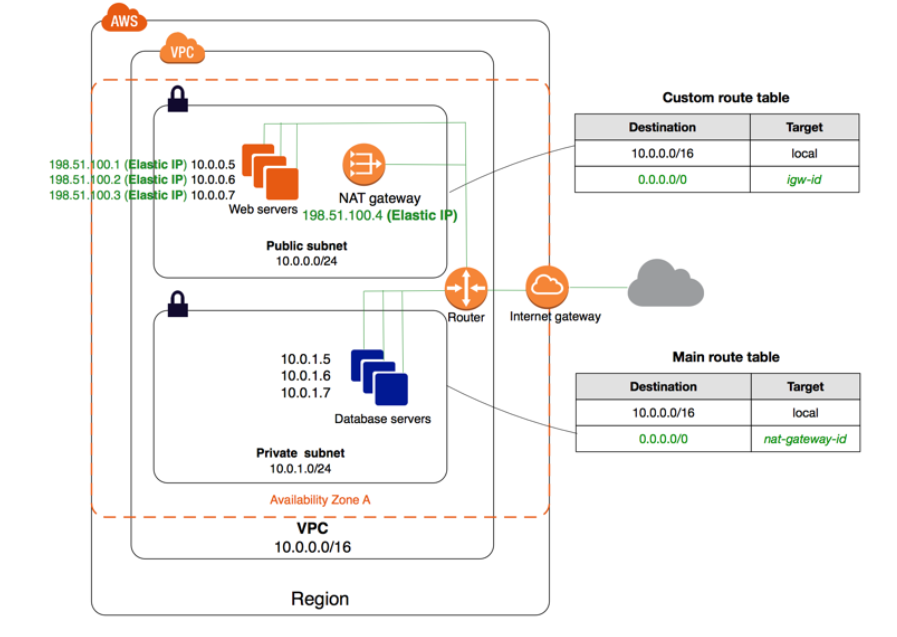 AWS
VPC
198.51.100.1 (Elastic IP) 10.0.0.5
198.51.100.2 (Elastic IP) 10.0.0.6
198.51.100.3 (Elastic IP) 10.0.0.7
Web servers
NAT gateway
198.51.100.4 (Elastic IP)
Public subnet
10.0.0.0/24
Custom route table
Destination Target
10.0.0.0/16 local
0.0.0.0/0 igw-id
Router
Internet gateway
10.0.1.5
10.0.1.6
10.0.1.7
Database servers
Private subnet
10.0.1.0/24
Main route table
Destination Target
10.0.0.0/16 local
0.0.0.0/0 nat-gateway-id
Availability Zone A
VPC
10.0.0.0/16
Region